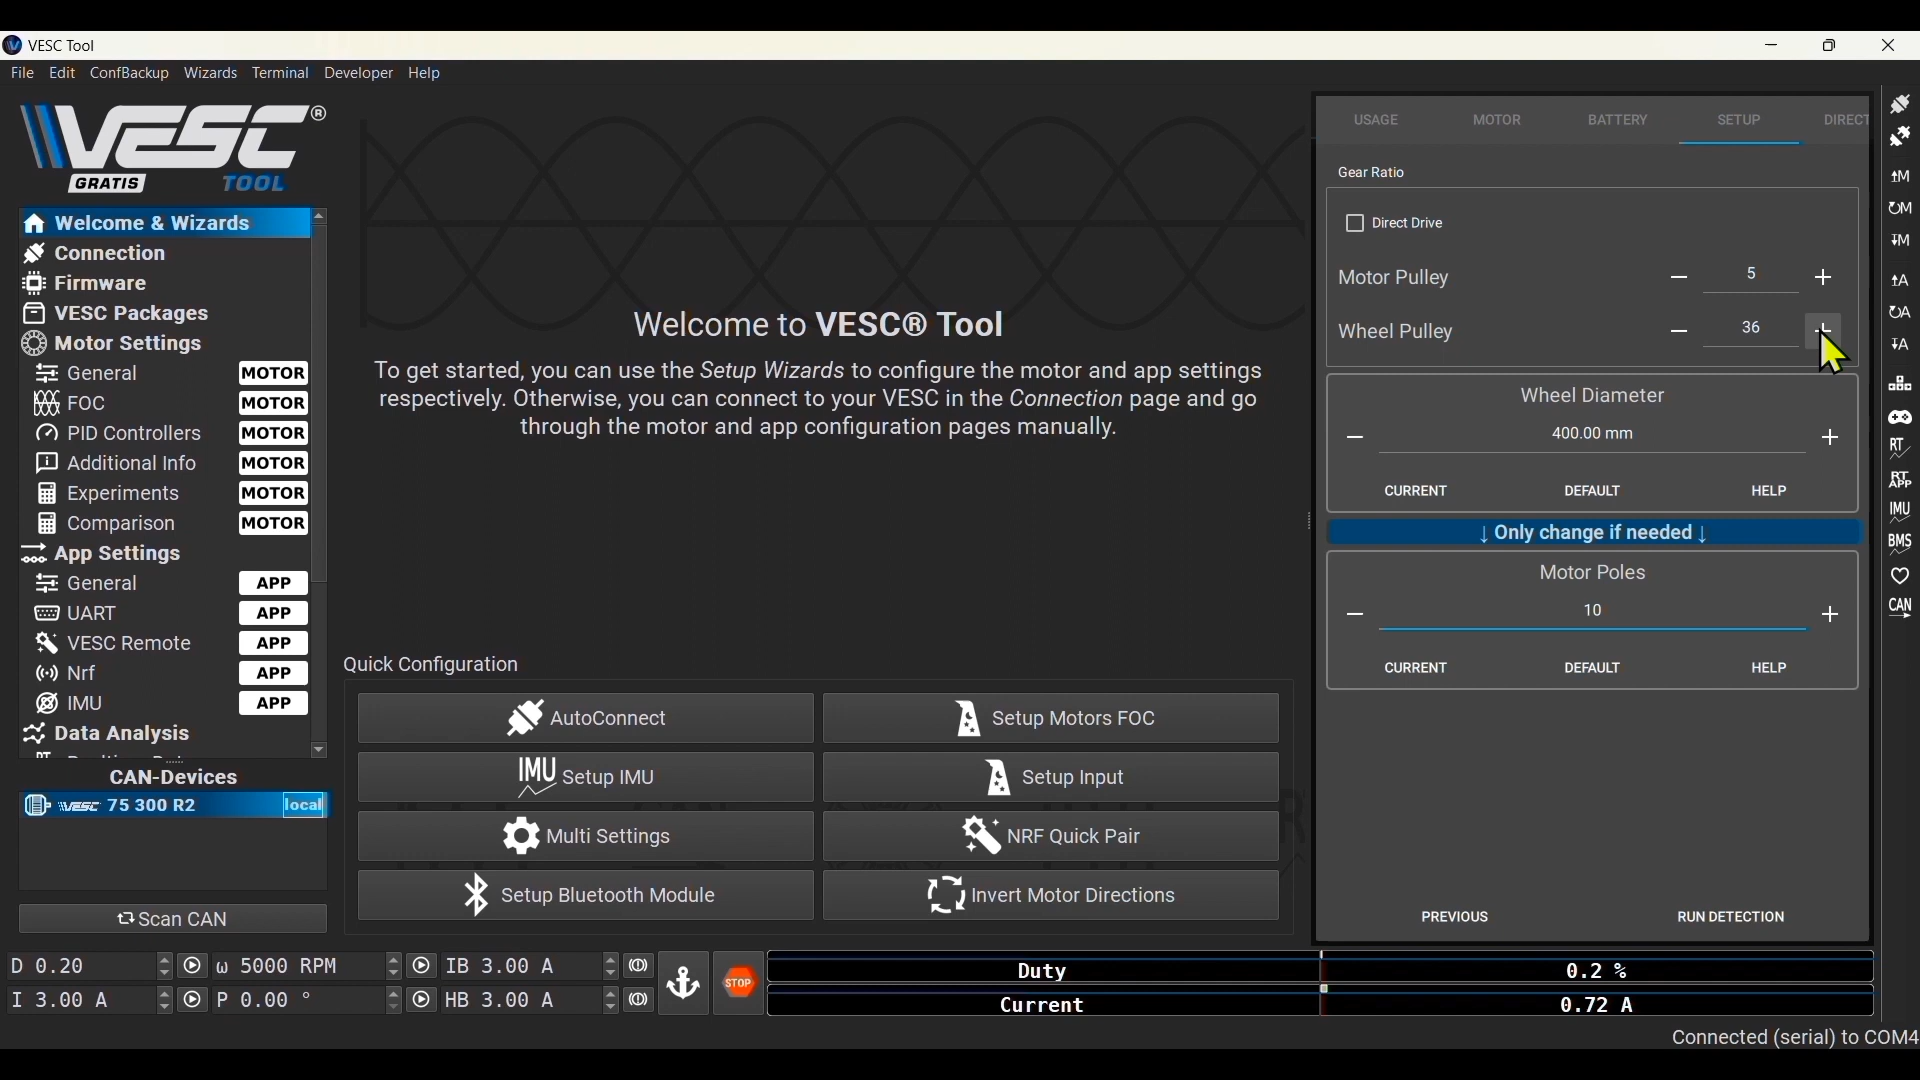 VESC Tool
File Edit ConfBackup Wizards Terminal Developer Help
VESC®
GRATIS TOOL
Welcome & Wizards
Connection
Firmware
VESC Packages
Motor Settings
General MOTOR
FOC MOTOR
PID Controllers MOTOR
Additional Info MOTOR
Experiments MOTOR
Comparison MOTOR
App Settings
General APP
UART APP
VESC Remote APP
Nrf APP
IMU APP
Data Analysis
CAN-Devices
VESC 75 300 R2 local
Scan CAN
Welcome to VESC® Tool
To get started, you can use the Setup Wizards to configure the motor and app settings
respectively. Otherwise, you can connect to your VESC in the Connection page and go
through the motor and app configuration pages manually.
Quick Configuration
AutoConnect Setup Motors FOC
IMU Setup IMU Setup Input
Multi Settings NRF Quick Pair
Setup Bluetooth Module Invert Motor Directions
USAGE MOTOR BATTERY SETUP DIRECT
Gear Ratio
Direct Drive
Motor Pulley − 5 +
Wheel Pulley − 36 +
Wheel Diameter
− 400.00 mm +
CURRENT DEFAULT HELP
↓ Only change if needed ↓
Motor Poles
− 10 +
CURRENT DEFAULT HELP
PREVIOUS RUN DETECTION
↑M
↻M
↓M
↑A
↻A
↓A
RT
RT
APP
IMU
BMS
CAN
D 0.20 ω 5000 RPM IB 3.00 A
I 3.00 A P 0.00 ° HB 3.00 A
STOP
Duty 0.2 %
Current 0.72 A
Connected (serial) to COM4